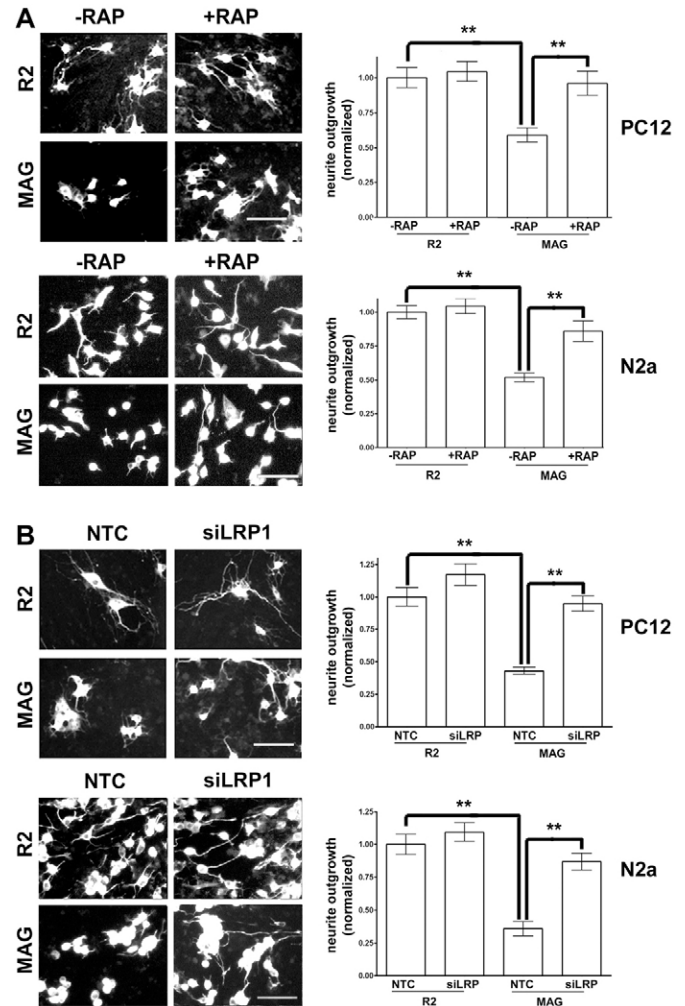 A
-RAP +RAP
R2
MAG
neurite outgrowth
(normalized)
1.00
0.75
0.50
0.25
0.00
** **
-RAP +RAP -RAP +RAP
R2 MAG
PC12
-RAP +RAP
R2
MAG
neurite outgrowth
(normalized)
1.00
0.75
0.50
0.25
0.00
** **
-RAP +RAP -RAP +RAP
R2 MAG
N2a
B
NTC siLRP1
R2
MAG
neurite outgrowth
(normalized)
1.25
1.00
0.75
0.50
0.25
0.00
** **
NTC siLRP NTC siLRP
R2 MAG
PC12
NTC siLRP1
R2
MAG
neurite outgrowth
(normalized)
1.25
1.00
0.75
0.50
0.25
0.00
** **
NTC siLRP NTC siLRP
R2 MAG
N2a